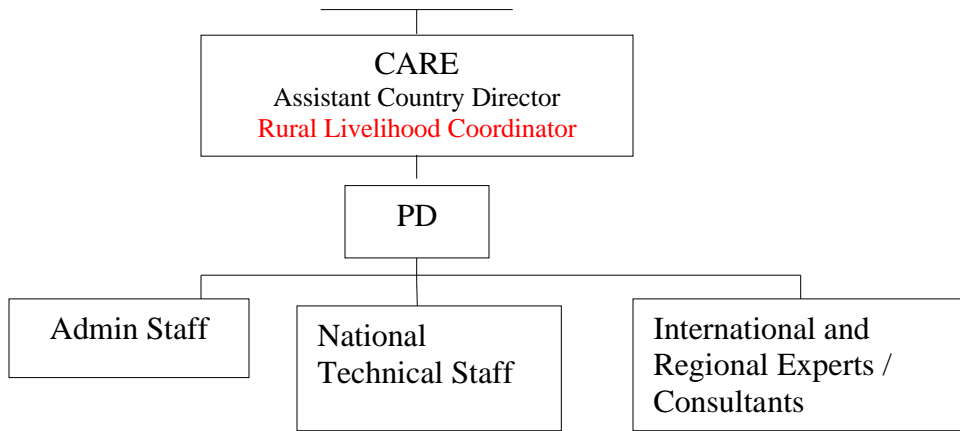 CARE
Assistant Country Director
Rural Livelihood Coordinator
PD
Admin Staff
National
Technical Staff
International and
Regional Experts /
Consultants